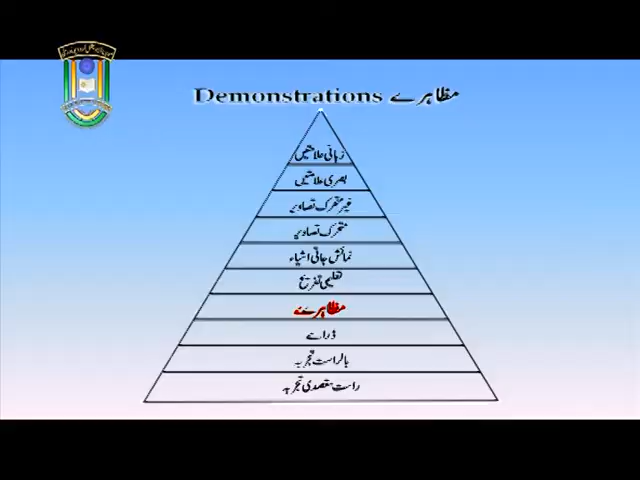 Demonstrations مظاہرے
زبانی علامتیں
بصری علامتیں
غیر متحرک تصاویر
متحرک تصاویر
نمائش جاتی اشیاء
تعلیمی تفریح
مظاہرے
ڈرامے
بالراست تجربہ
راست مقصدی تجربہ